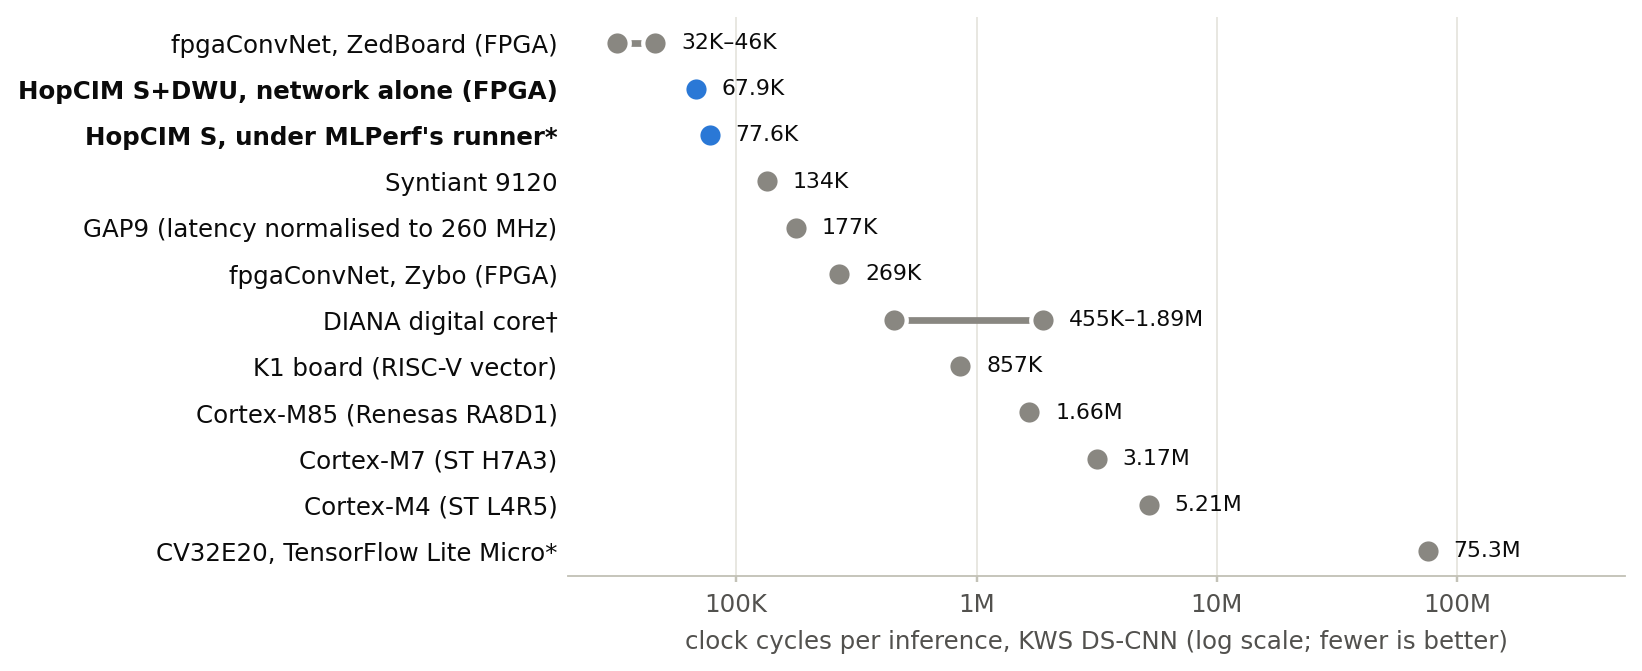 fpgaConvNet, ZedBoard (FPGA) 32K–46K
HopCIM S+DWU, network alone (FPGA) 67.9K
HopCIM S, under MLPerf's runner* 77.6K
Syntiant 9120 134K
GAP9 (latency normalised to 260 MHz) 177K
fpgaConvNet, Zybo (FPGA) 269K
DIANA digital core† 455K–1.89M
K1 board (RISC-V vector) 857K
Cortex-M85 (Renesas RA8D1) 1.66M
Cortex-M7 (ST H7A3) 3.17M
Cortex-M4 (ST L4R5) 5.21M
CV32E20, TensorFlow Lite Micro* 75.3M
100K 1M 10M 100M
clock cycles per inference, KWS DS-CNN (log scale; fewer is better)